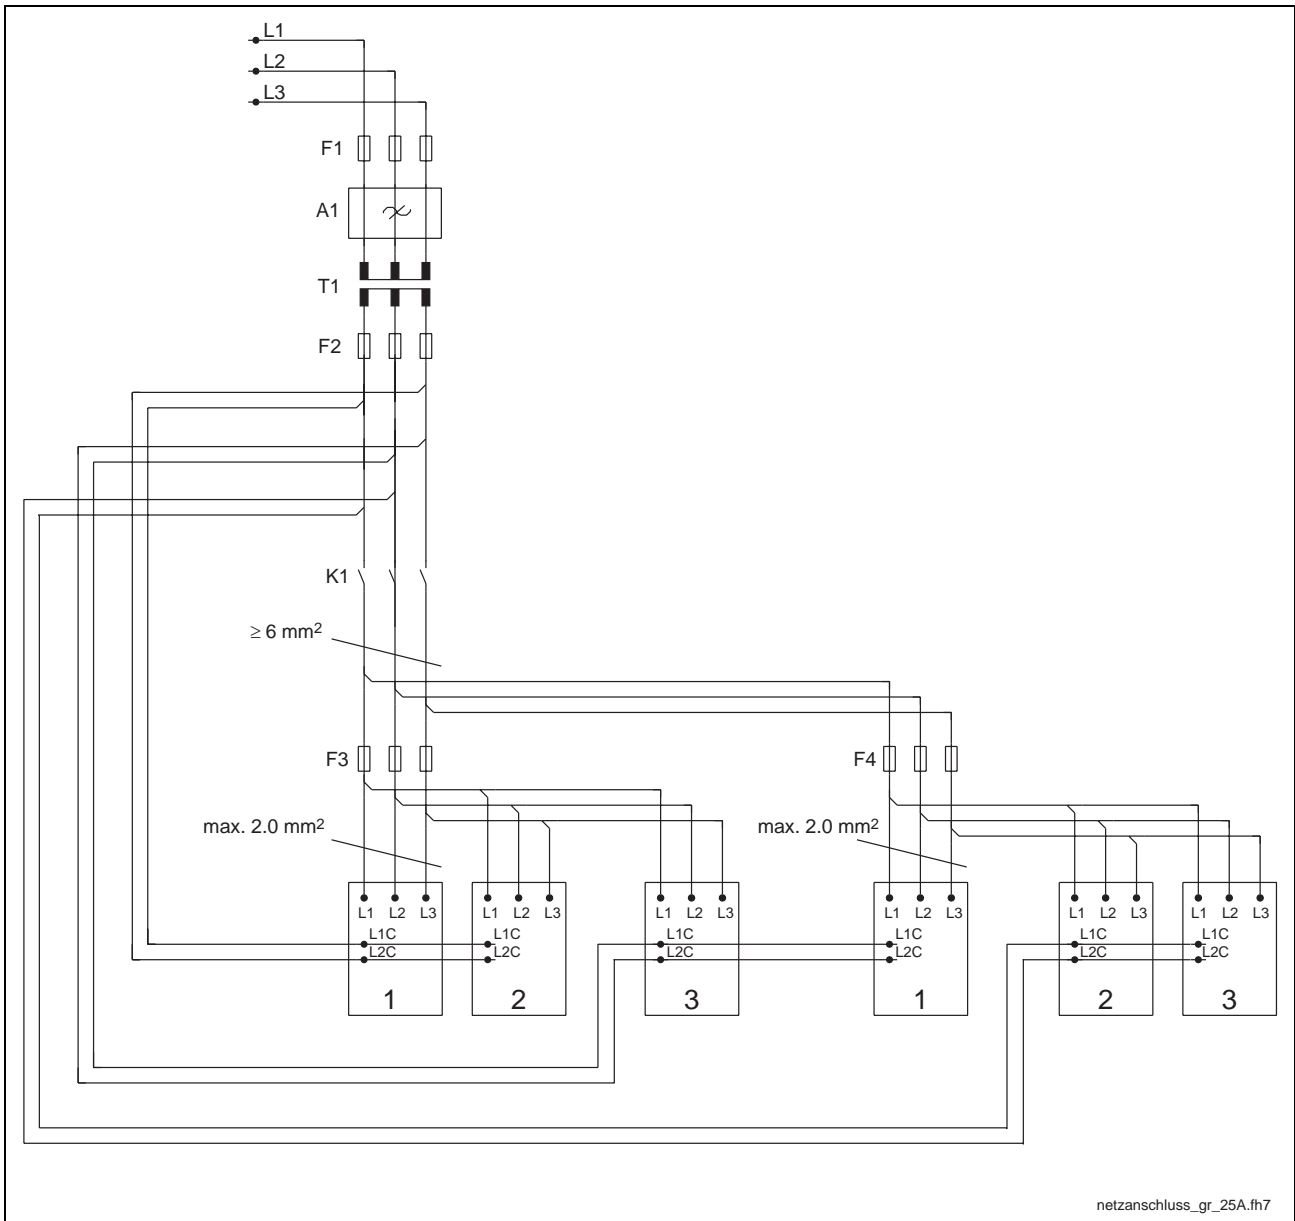 L1
L2
L3
F1
A1
T1
F2
K1
≥ 6 mm²
F3
F4
max. 2.0 mm²
max. 2.0 mm²
L1 L2 L3
L1C
L2C
1
L1 L2 L3
L1C
L2C
2
L1 L2 L3
L1C
L2C
3
L1 L2 L3
L1C
L2C
1
L1 L2 L3
L1C
L2C
2
L1 L2 L3
L1C
L2C
3
netzanschluss_gr_25A.fh7